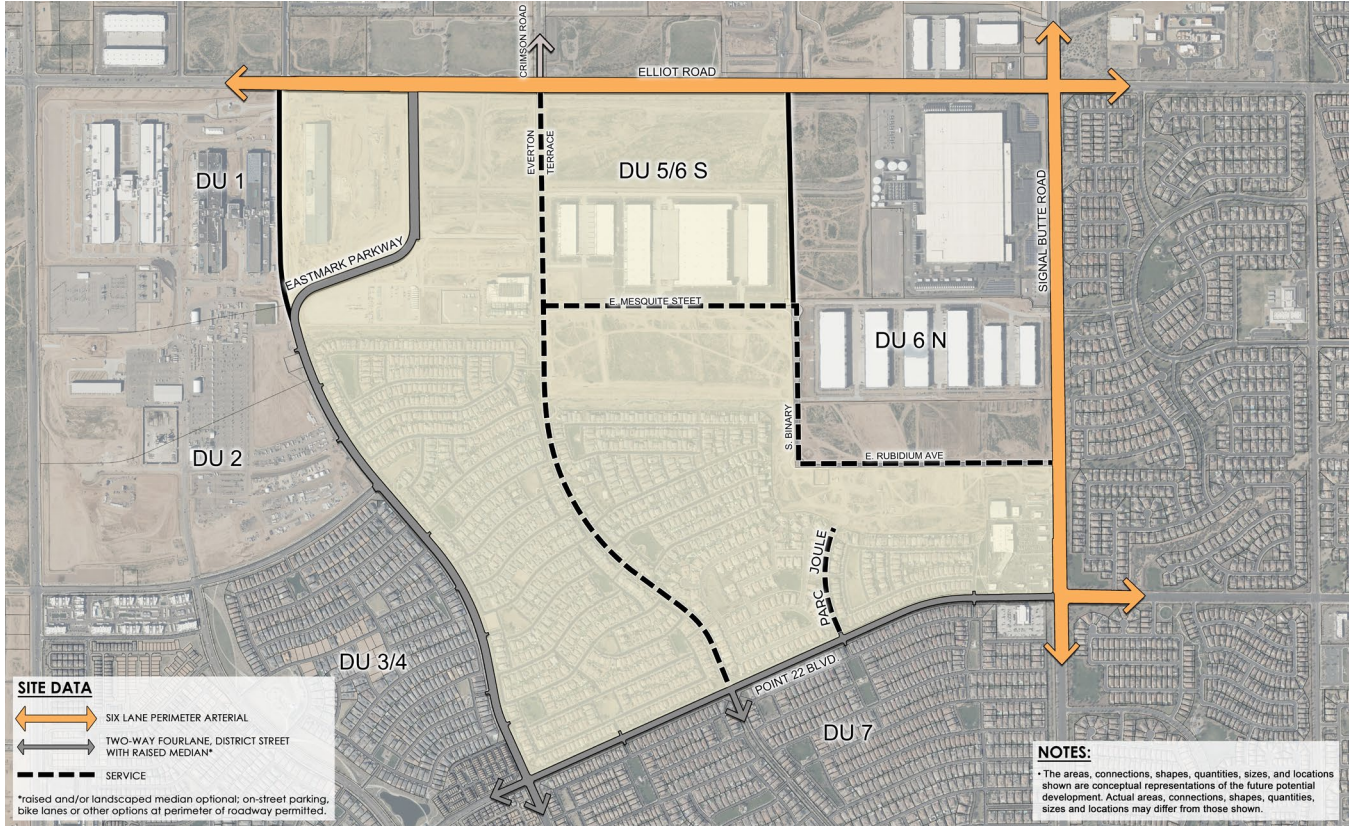 CRIMSON ROAD
ELLIOT ROAD
EVERTON
TERRACE
DU 5/6 S
DU 1
SIGNAL BUTTE ROAD
EASTMARK PARKWAY
E. MESQUITE STEET
DU 6 N
S. BINARY
DU 2
E. RUBIDIUM AVE
PARC JOULE
DU 3/4
POINT 22 BLVD.
DU 7
SITE DATA
SIX LANE PERIMETER ARTERIAL
TWO-WAY FOURLANE, DISTRICT STREET
WITH RAISED MEDIAN*
SERVICE
*raised and/or landscaped median optional; on-street parking,
bike lanes or other options at perimeter of roadway permitted.
NOTES:
• The areas, connections, shapes, quantities, sizes, and locations
shown are conceptual representations of the future potential
development. Actual areas, connections, shapes, quantities,
sizes and locations may differ from those shown.